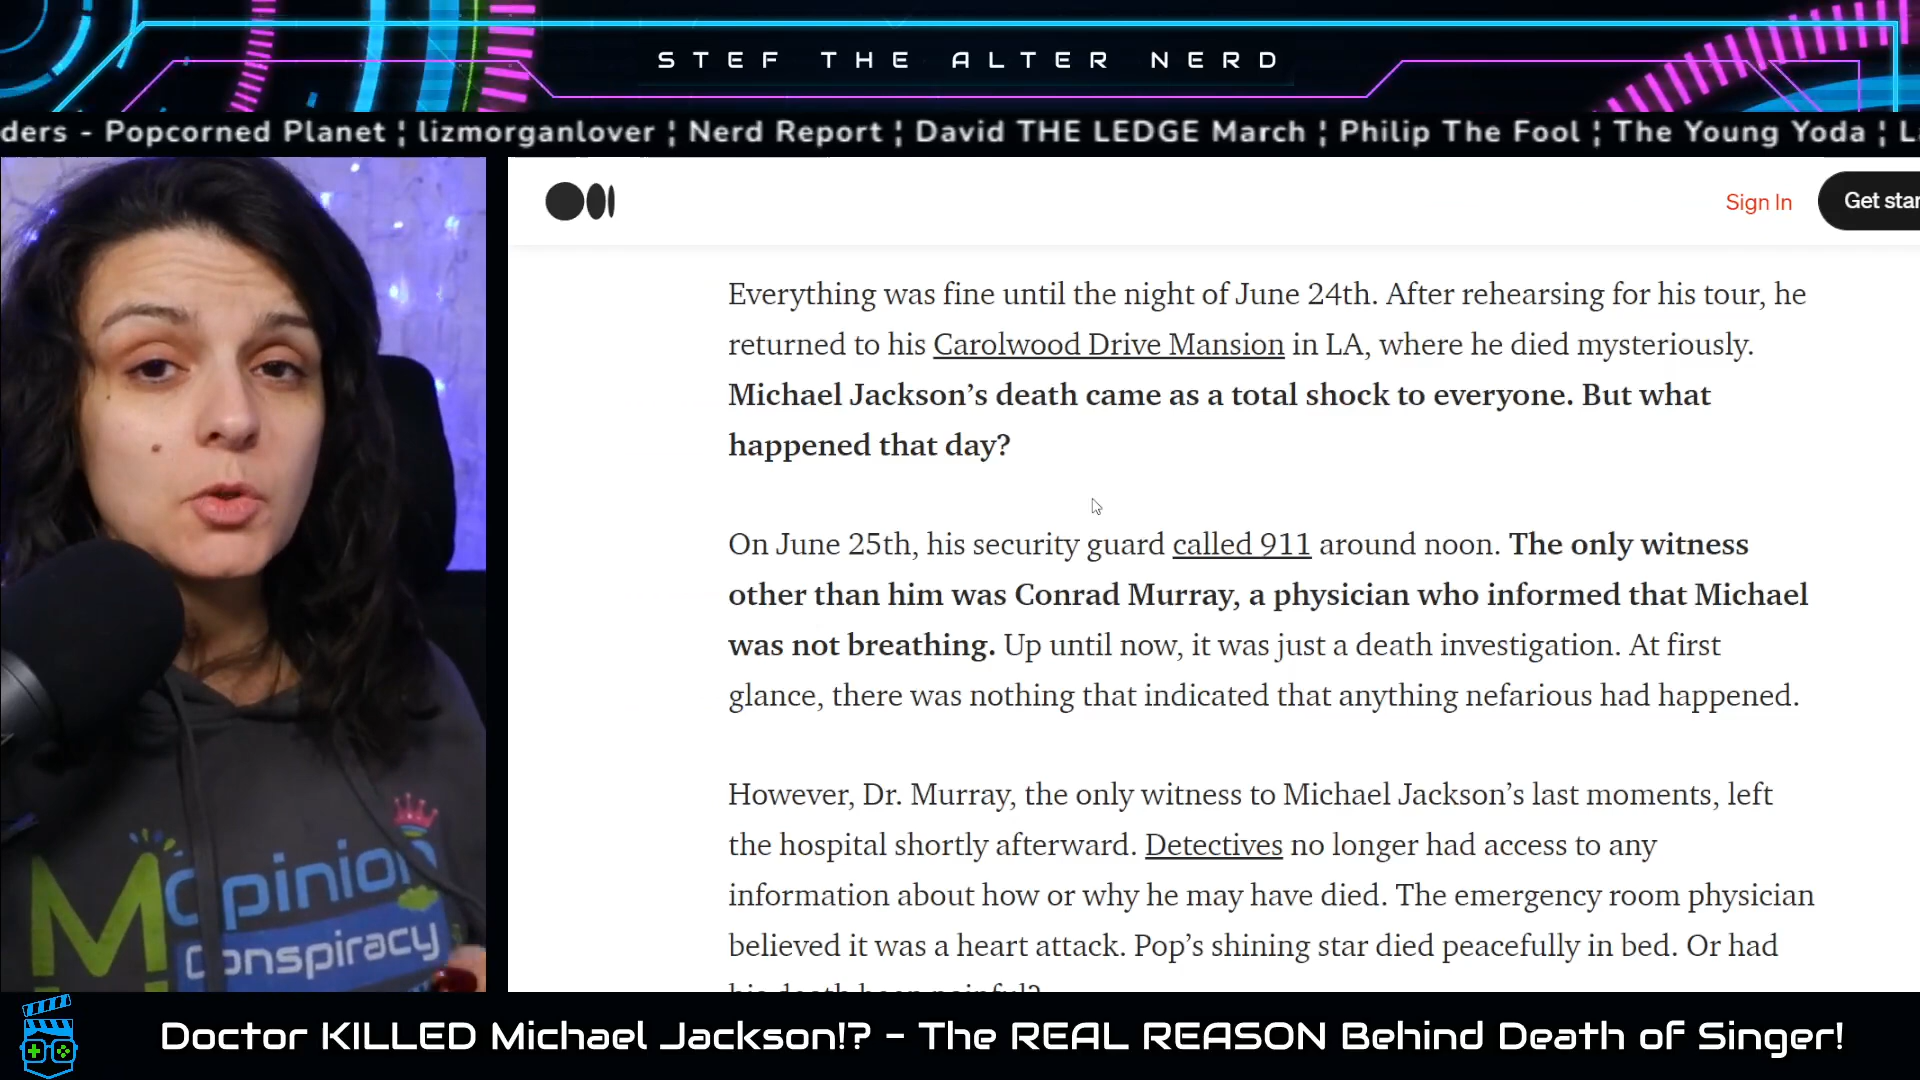 STEF THE ALTER NERD
ders - Popcorned Planet ¦ lizmorganlover ¦ Nerd Report ¦ David THE LEDGE March ¦ Philip The Fool ¦ The Young Yoda ¦ L
Sign In
Get star
Everything was fine until the night of June 24th. After rehearsing for his tour, he
returned to his Carolwood Drive Mansion in LA, where he died mysteriously.
Michael Jackson’s death came as a total shock to everyone. But what
happened that day?
On June 25th, his security guard called 911 around noon. The only witness
other than him was Conrad Murray, a physician who informed that Michael
was not breathing. Up until now, it was just a death investigation. At first
glance, there was nothing that indicated that anything nefarious had happened.
However, Dr. Murray, the only witness to Michael Jackson’s last moments, left
the hospital shortly afterward. Detectives no longer had access to any
information about how or why he may have died. The emergency room physician
believed it was a heart attack. Pop’s shining star died peacefully in bed. Or had
his death been painful?
M
Opinion
Conspiracy
Doctor KILLED Michael Jackson!? - The REAL REASON Behind Death of Singer!